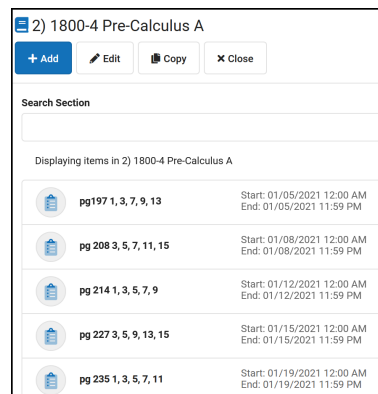 2) 1800-4 Pre-Calculus A
+ Add
Edit
Copy
× Close
Search Section
Displaying items in 2) 1800-4 Pre-Calculus A
pg197 1, 3, 7, 9, 13
Start: 01/05/2021 12:00 AM
End: 01/05/2021 11:59 PM
pg 208 3, 5, 7, 11, 15
Start: 01/08/2021 12:00 AM
End: 01/08/2021 11:59 PM
pg 214 1, 3, 5, 7, 9
Start: 01/12/2021 12:00 AM
End: 01/12/2021 11:59 PM
pg 227 3, 5, 9, 13, 15
Start: 01/15/2021 12:00 AM
End: 01/15/2021 11:59 PM
pg 235 1, 3, 5, 7, 11
Start: 01/19/2021 12:00 AM
End: 01/19/2021 11:59 PM